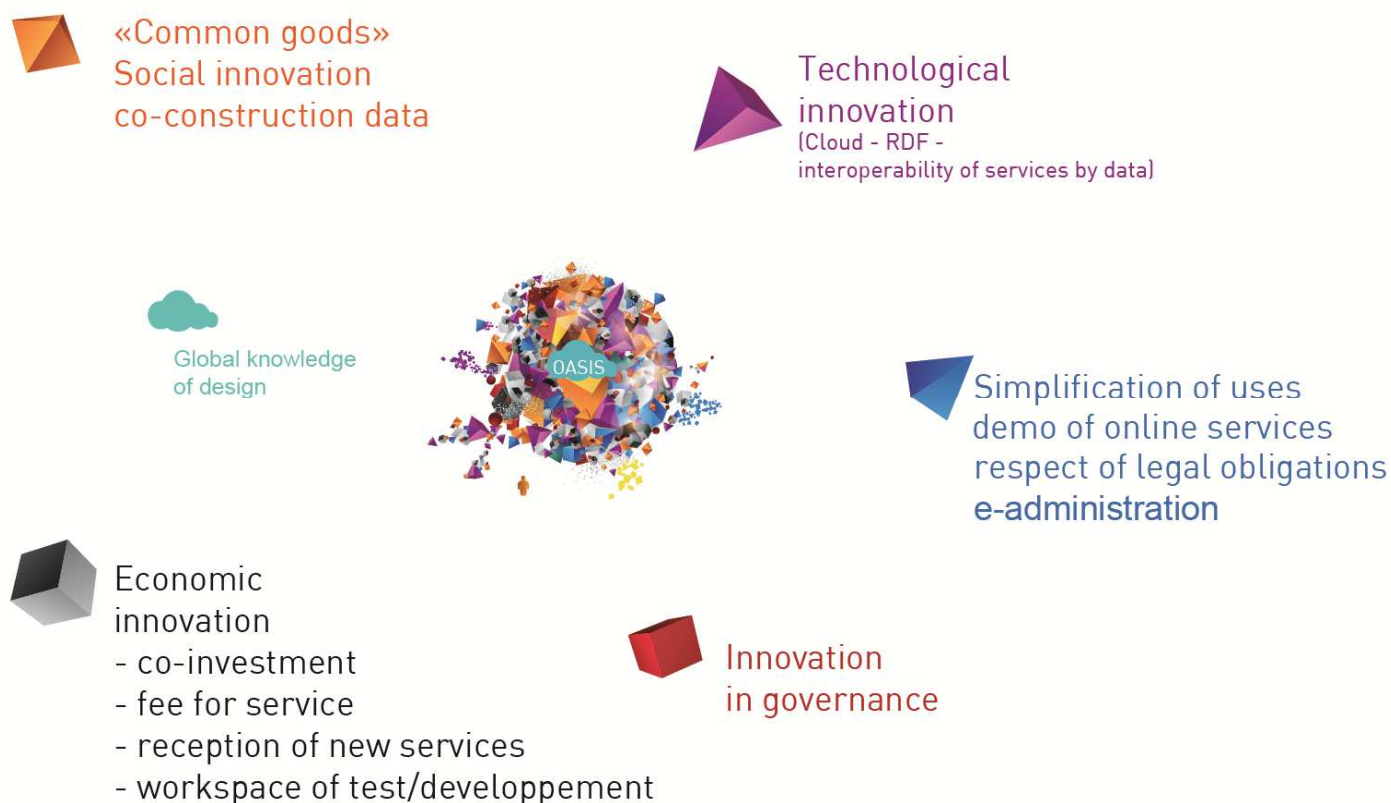 «Common goods»
Social innovation
co-construction data
Technological
innovation
(Cloud - RDF -
interoperability of services by data)
Global knowledge
of design
OASIS
Simplification of uses
demo of online services
respect of legal obligations
e-administration
Economic
innovation
- co-investment
- fee for service
- reception of new services
- workspace of test/developpement
Innovation
in governance